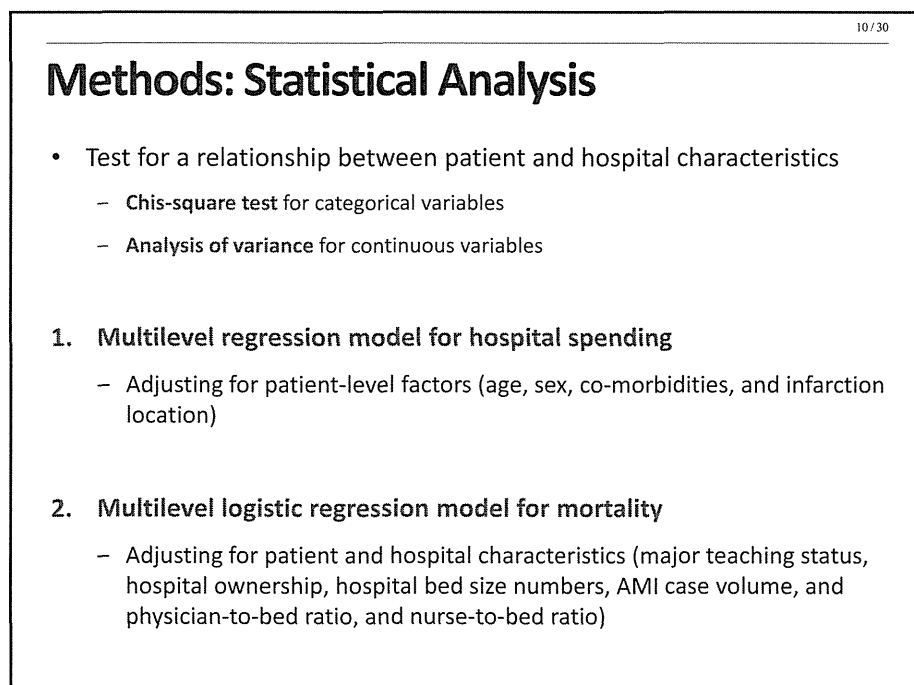 10/30
Methods: Statistical Analysis
• Test for a relationship between patient and hospital characteristics
– Chis-square test for categorical variables
– Analysis of variance for continuous variables
1. Multilevel regression model for hospital spending
– Adjusting for patient-level factors (age, sex, co-morbidities, and infarction
location)
2. Multilevel logistic regression model for mortality
– Adjusting for patient and hospital characteristics (major teaching status,
hospital ownership, hospital bed size numbers, AMI case volume, and
physician-to-bed ratio, and nurse-to-bed ratio)